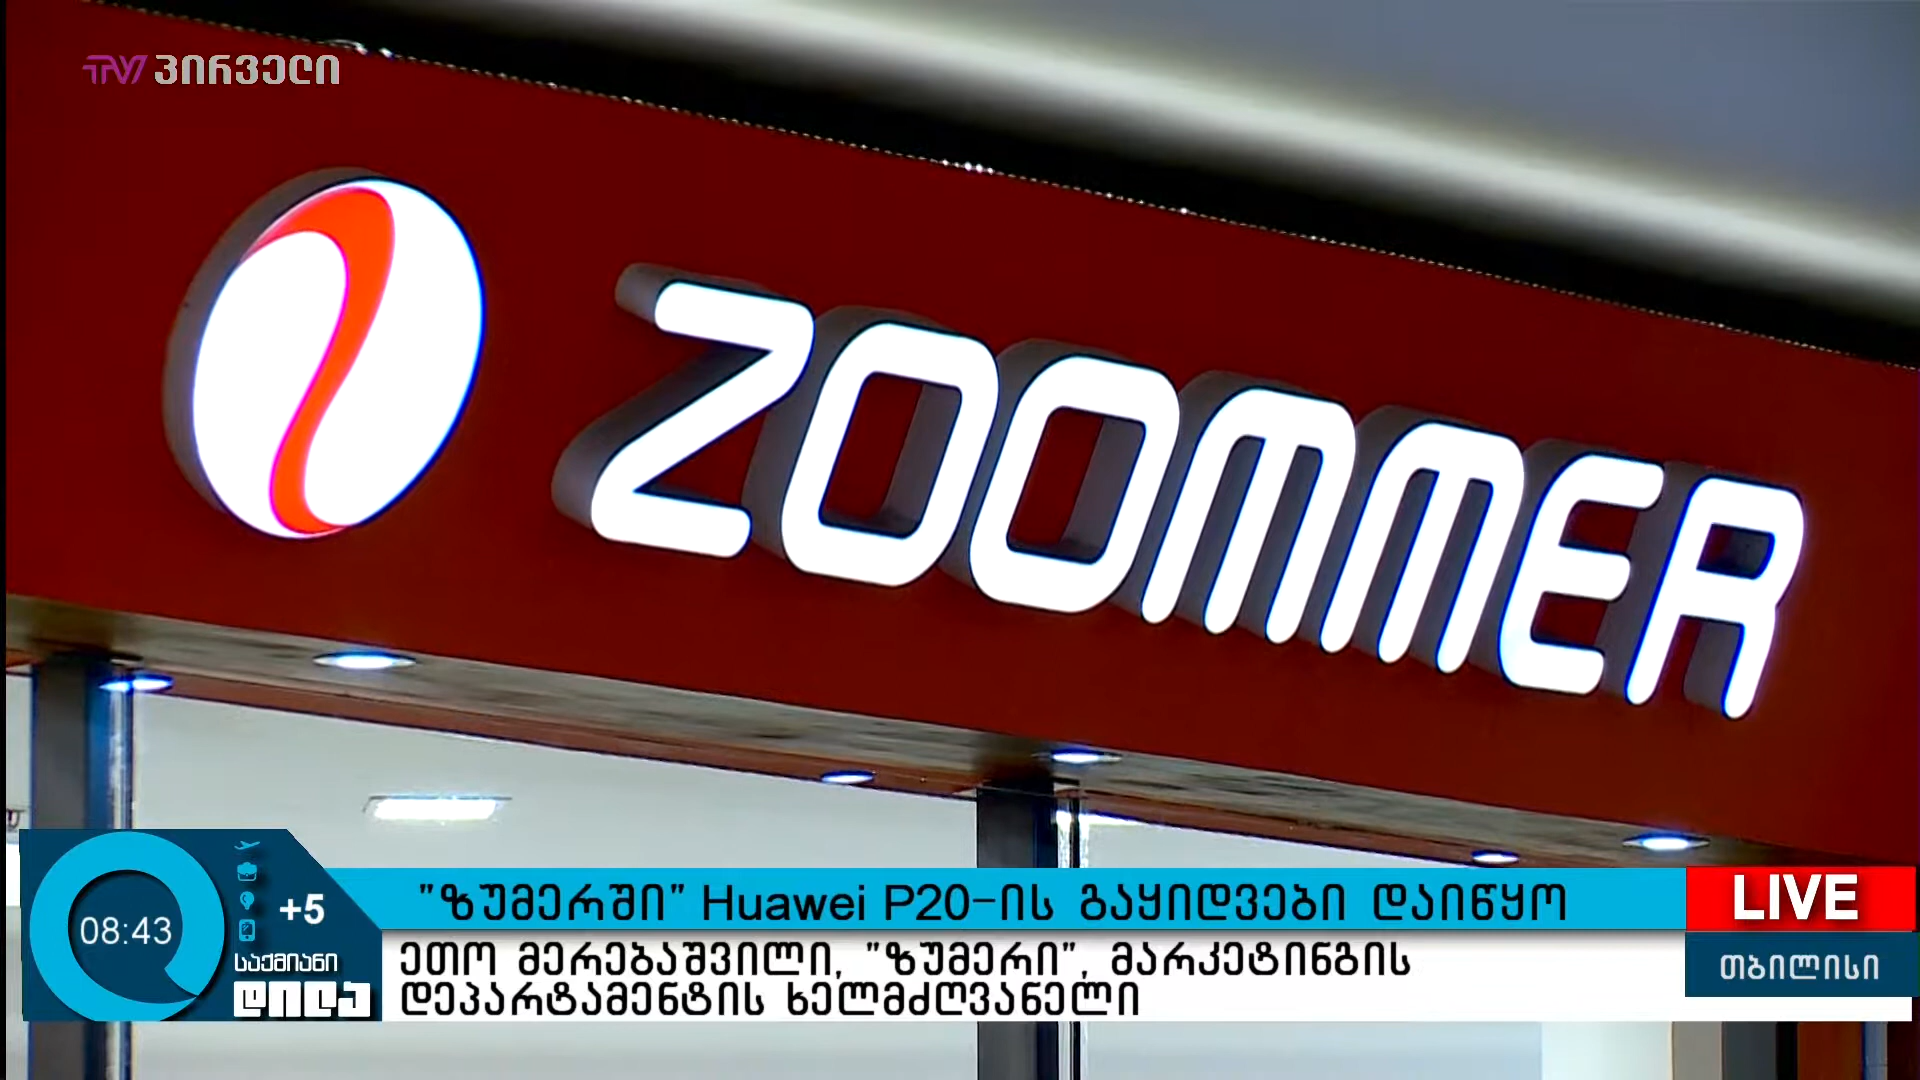 TV პირველი
ZOOMMER
08:43
+5
საქმიანი
დილა
"ზუმერში" Huawei P20-ის გაყიდვები დაიწყო
ეთო მერებაშვილი, "ზუმერი", მარკეტინგის
დეპარტამენტის ხელმძღვანელი
LIVE
თბილისი